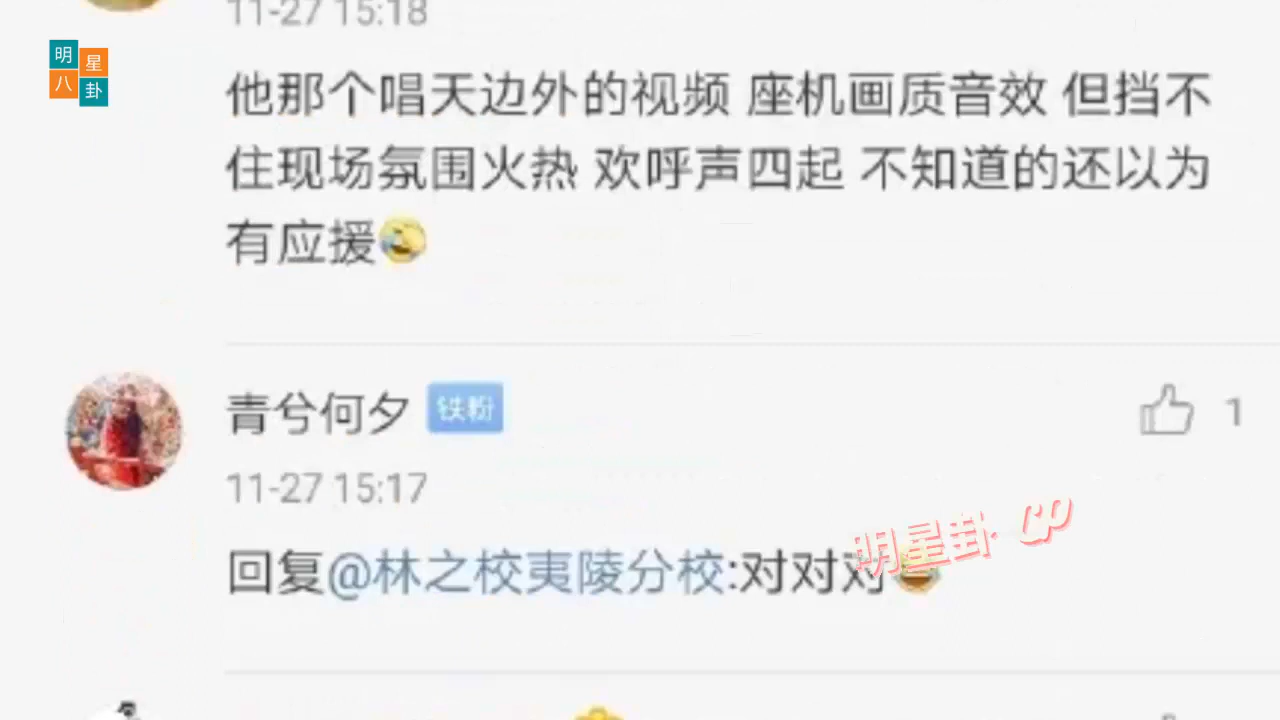 11-27 15:18
明星
八卦
他那个唱天边外的视频 座机画质音效 但挡不
住现场氛围火热 欢呼声四起 不知道的还以为
有应援
青兮何夕 铁粉
1
11-27 15:17
明星卦·CP
回复@林之校夷陵分校:对对对